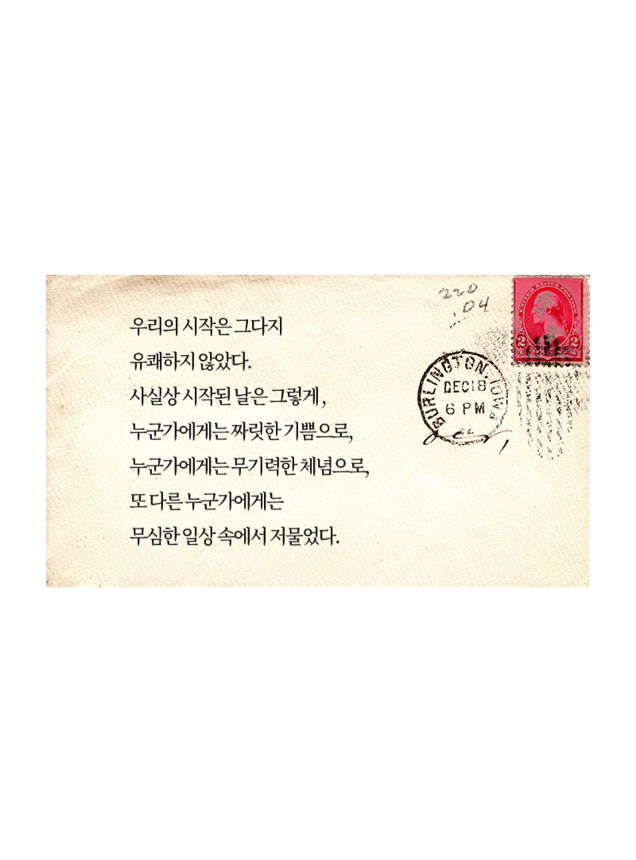 220
04
우리의 시작은 그다지
유쾌하지 않았다.
사실상 시작된 날은 그렇게,
누군가에게는 짜릿한 기쁨으로,
누군가에게는 무기력한 체념으로,
또 다른 누군가에게는
무심한 일상 속에서 저물었다.
BURLINGTON, IOWA
DEC 18
6 PM
2 2